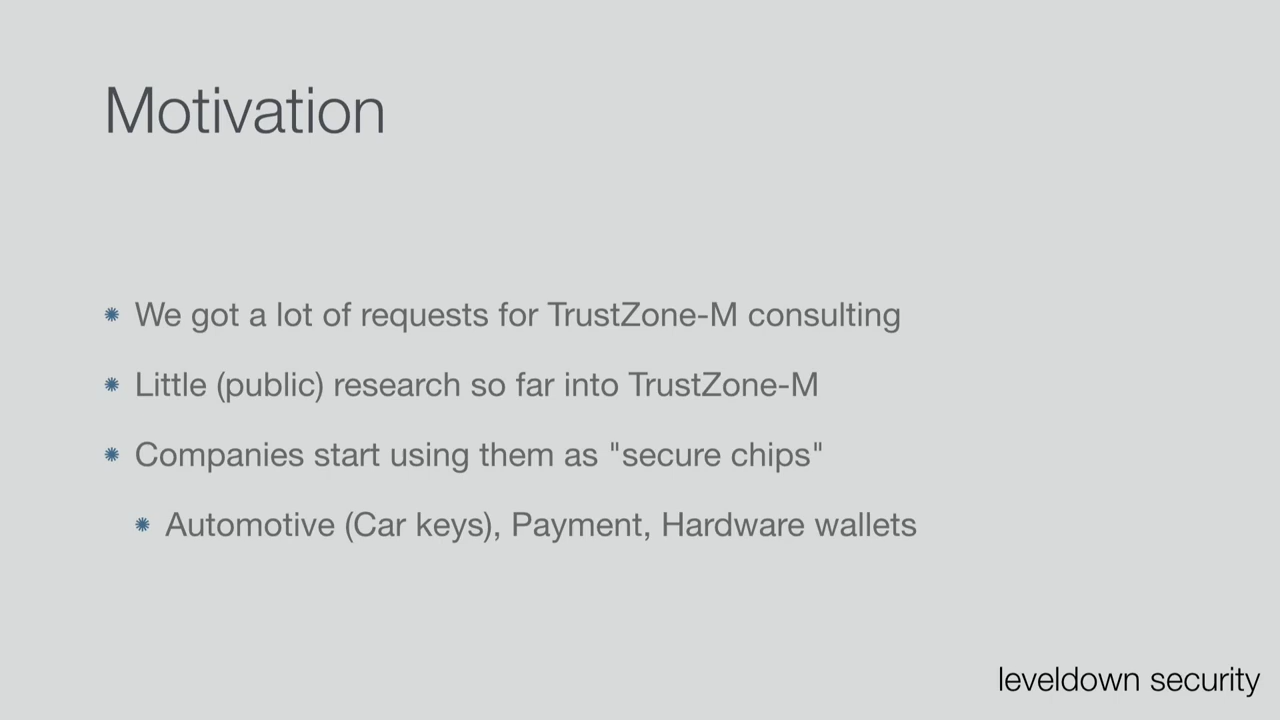 Motivation
We got a lot of requests for TrustZone-M consulting
Little (public) research so far into TrustZone-M
Companies start using them as "secure chips"
Automotive (Car keys), Payment, Hardware wallets
leveldown security